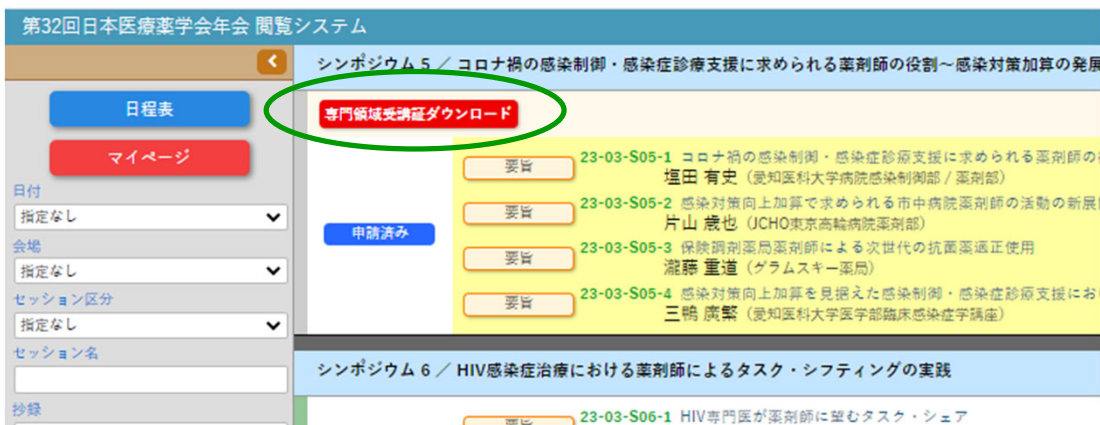 第32回日本医療薬学会年会 閲覧システム
日程表
マイページ
日付
指定なし
会場
指定なし
セッション区分
指定なし
セッション名
抄録
シンポジウム 5 ／ コロナ禍の感染制御・感染症診療支援に求められる薬剤師の役割～感染対策加算の発展
専門領域受講証ダウンロード
申請済み
要旨
23-03-S05-1 コロナ禍の感染制御・感染症診療支援に求められる薬剤師の
塩田 有史（愛知医科大学病院感染制御部 / 薬剤部）
要旨
23-03-S05-2 感染対策向上加算で求められる市中病院薬剤師の活動の新展
片山 歳也（JCHO東京高輪病院薬剤部）
要旨
23-03-S05-3 保険調剤薬局薬剤師による次世代の抗菌薬適正使用
瀧藤 重道（グラムスキー薬局）
要旨
23-03-S05-4 感染対策向上加算を見据えた感染制御・感染症診療支援にお
三鴨 廣繁（愛知医科大学医学部臨床感染症学講座）
シンポジウム 6 ／ HIV感染症治療における薬剤師によるタスク・シフティングの実践
要旨
23-03-S06-1 HIV専門医が薬剤師に望むタスク・シェア